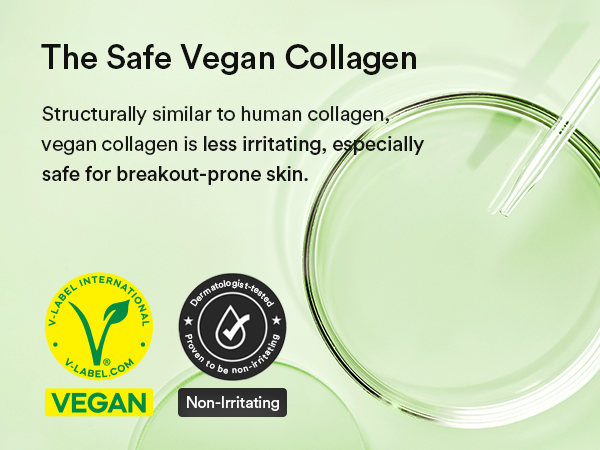 The Safe Vegan Collagen
Structurally similar to human collagen,
vegan collagen is less irritating, especially
safe for breakout-prone skin.
V-LABEL INTERNATIONAL
V-LABEL.COM
®
VEGAN
Dermatologist-tested
Proven to be non-irritating
Non-Irritating